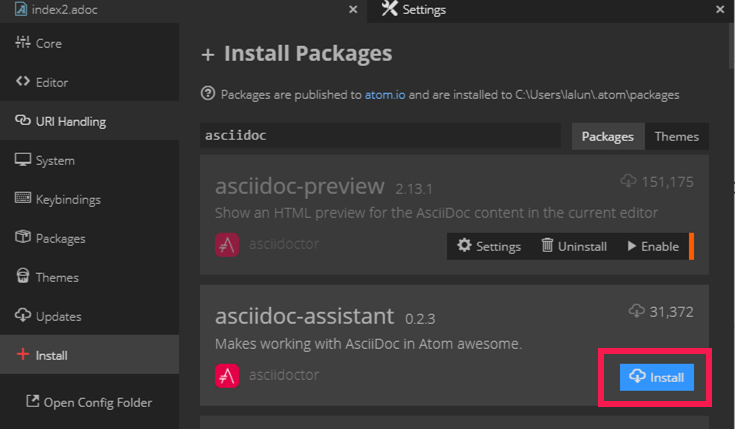 index2.adoc
Settings
Core
Editor
URI Handling
System
Keybindings
Packages
Themes
Updates
Install
Open Config Folder
Install Packages
Packages are published to atom.io and are installed to C:\Users\lalun\.atom\packages
asciidoc
Packages Themes
asciidoc-preview 2.13.1 151,175
Show an HTML preview for the AsciiDoc content in the current editor
asciidoctor Settings Uninstall Enable
asciidoc-assistant 0.2.3 31,372
Makes working with AsciiDoc in Atom awesome.
asciidoctor Install